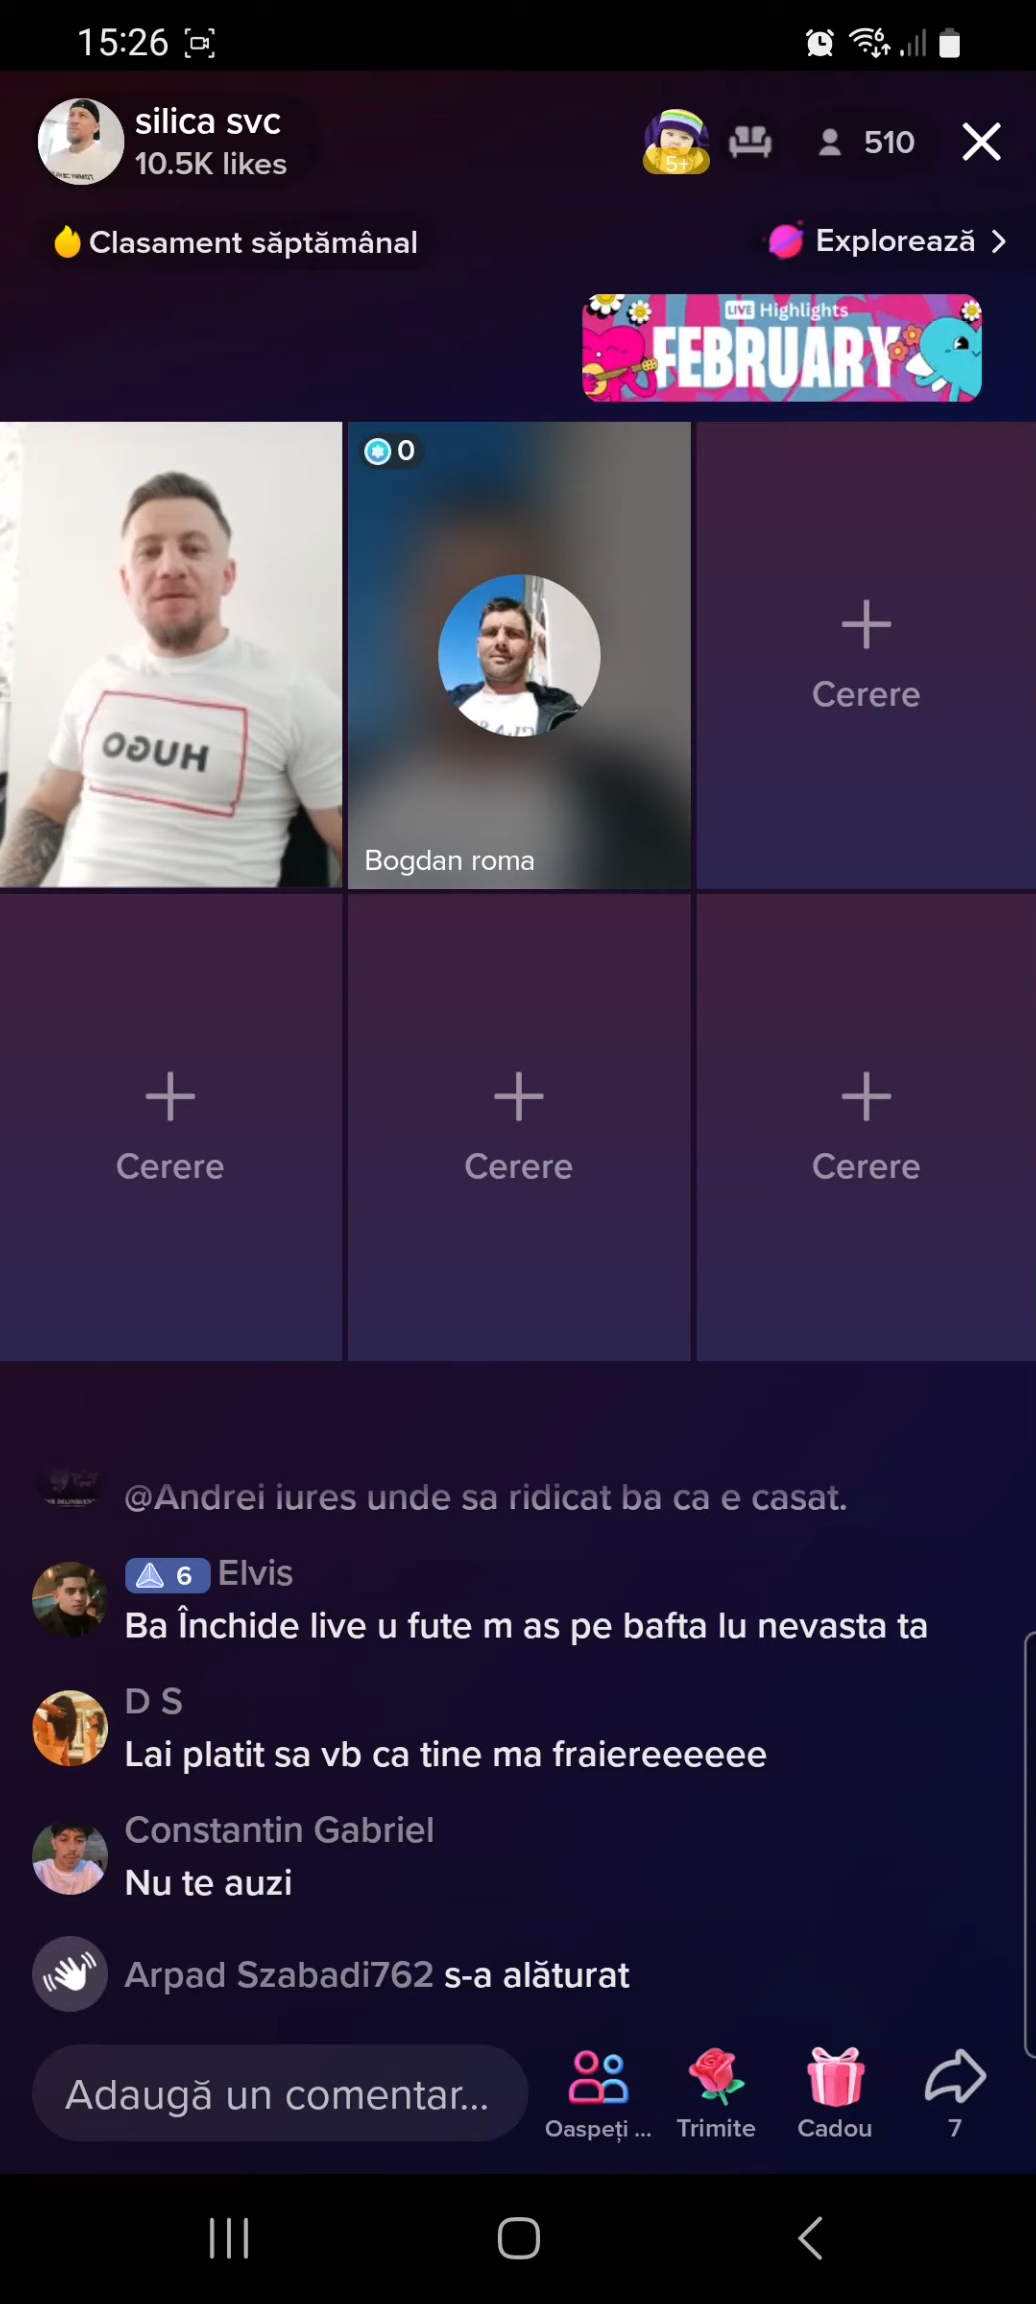 15:26
silica svc
10.5K likes
5+
510
Clasament săptămânal
Explorează
LIVE Highlights
FEBRUARY
0
HUGO
Bogdan roma
Cerere
Cerere
Cerere
Cerere
@Andrei iures unde sa ridicat ba ca e casat.
6 Elvis
Ba Închide live u fute m as pe bafta lu nevasta ta
D S
Lai platit sa vb ca tine ma fraiereeeeee
Constantin Gabriel
Nu te auzi
Arpad Szabadi762 s-a alăturat
Adaugă un comentar...
Oaspeți ...
Trimite
Cadou
7